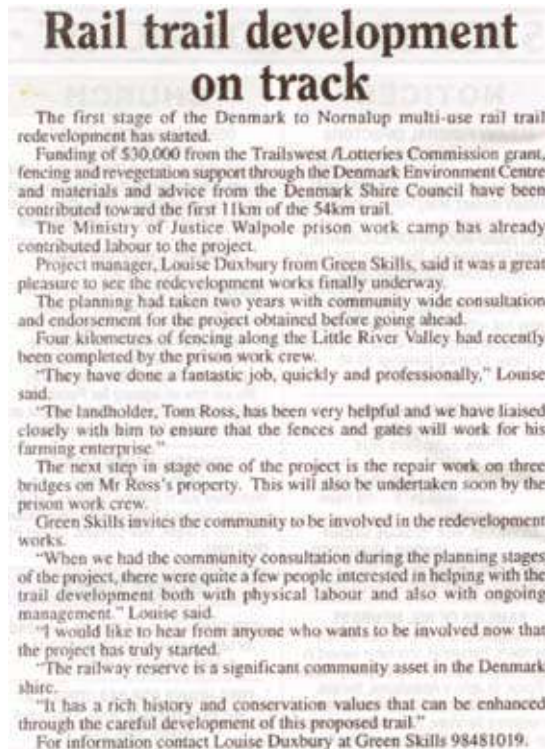 Rail trail development
on track
The first stage of the Denmark to Nornalup multi-use rail trail
redevelopment has started.
Funding of $30,000 from the Trailswest /Lotteries Commission grant,
fencing and revegetation support through the Denmark Environment Centre
and materials and advice from the Denmark Shire Council have been
contributed toward the first 11km of the 54km trail.
The Ministry of Justice Walpole prison work camp has already
contributed labour to the project.
Project manager, Louise Duxbury from Green Skills, said it was a great
pleasure to see the redevelopment works finally underway.
The planning had taken two years with community wide consultation
and endorsement for the project obtained before going ahead.
Four kilometres of fencing along the Little River Valley had recently
been completed by the prison work crew.
"They have done a fantastic job, quickly and professionally," Louise
said.
"The landholder, Tom Ross, has been very helpful and we have liaised
closely with him to ensure that the fences and gates will work for his
farming enterprise."
The next step in stage one of the project is the repair work on three
bridges on Mr Ross's property. This will also be undertaken soon by the
prison work crew.
Green Skills invites the community to be involved in the redevelopment
works.
"When we had the community consultation during the planning stages
of the project, there were quite a few people interested in helping with the
trail development both with physical labour and also with ongoing
management." Louise said.
"I would like to hear from anyone who wants to be involved now that
the project has truly started.
"The railway reserve is a significant community asset in the Denmark
shire.
"It has a rich history and conservation values that can be enhanced
through the careful development of this proposed trail."
For information contact Louise Duxbury at Green Skills 98481019.